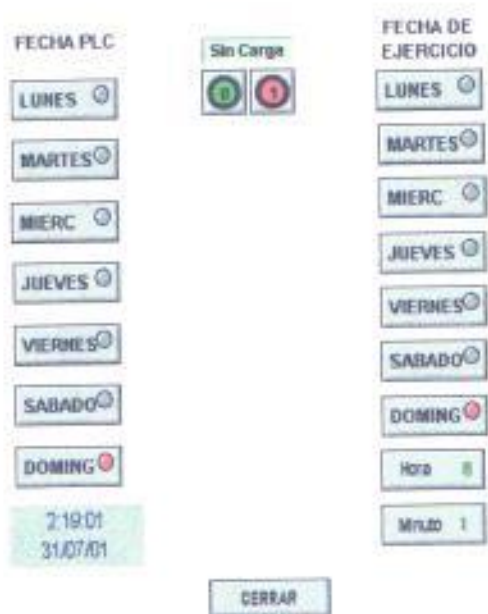 FECHA PLC
LUNES
MARTES
MIERC
JUEVES
VIERNES
SABADO
DOMING
2:19:01
31/07/01
Sin Carga
0 1
FECHA DE
EJERCICIO
LUNES
MARTES
MIERC
JUEVES
VIERNES
SABADO
DOMING
Hora 8
Minuto 1
CERRAR